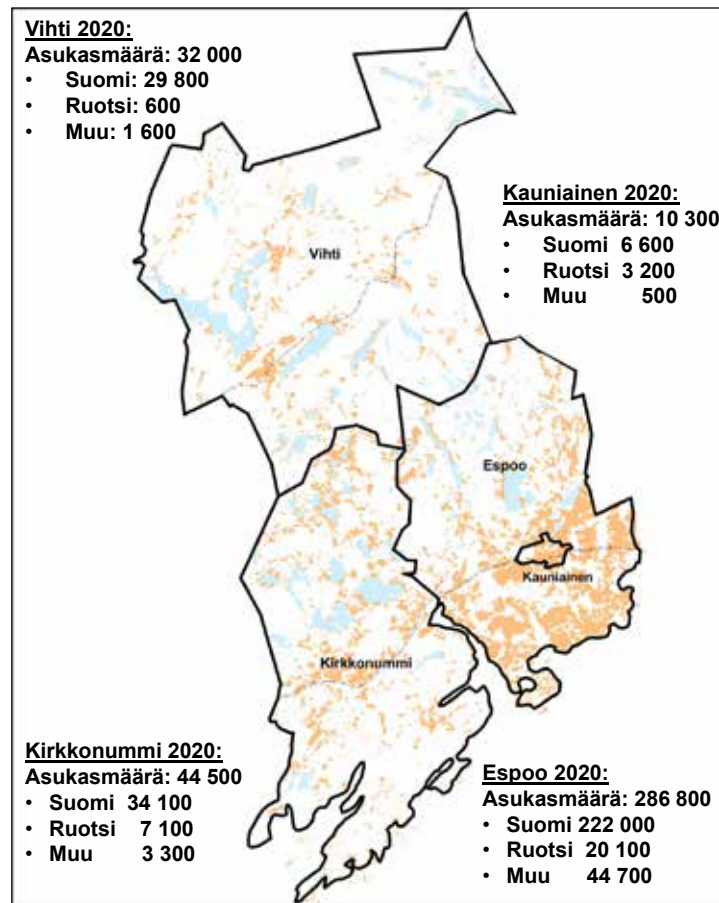 Vihti 2020:
Asukasmäärä: 32 000
• Suomi: 29 800
• Ruotsi: 600
• Muu: 1 600
Kauniainen 2020:
Asukasmäärä: 10 300
• Suomi 6 600
• Ruotsi 3 200
• Muu 500
Vihti
Espoo
Kauniainen
Kirkkonummi
Kirkkonummi 2020:
Asukasmäärä: 44 500
• Suomi 34 100
• Ruotsi 7 100
• Muu 3 300
Espoo 2020:
Asukasmäärä: 286 800
• Suomi 222 000
• Ruotsi 20 100
• Muu 44 700